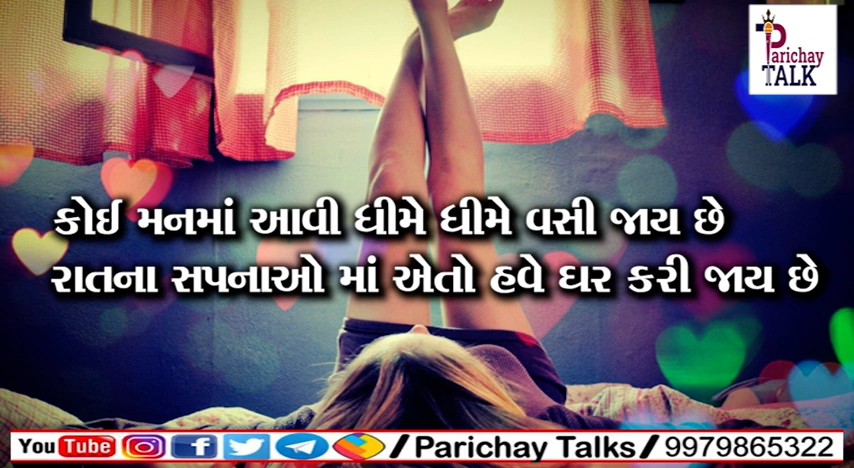 Parichay
TALK
કોઈ મનમાં આવી ધીમે ધીમે વસી જાય છે
રાતના સપનાઓ માં એતો હવે ઘર કરી જાય છે
YouTube / Parichay Talks / 9979865322